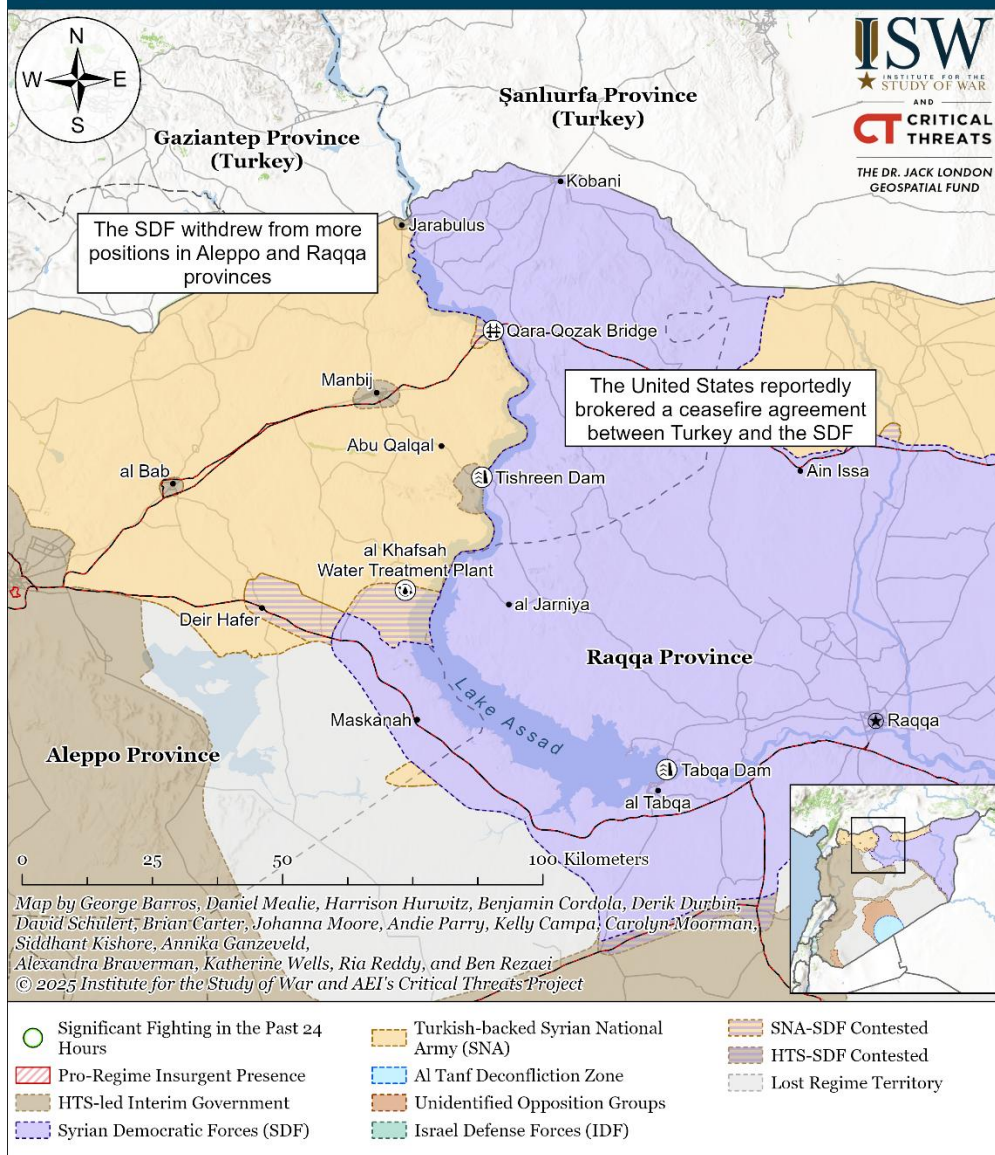 N
W
E
S
ISW
INSTITUTE FOR THE
STUDY OF WAR
AND
CT CRITICAL
THREATS
THE DR. JACK LONDON
GEOSPATIAL FUND
Şanlıurfa Province
(Turkey)
Gaziantep Province
(Turkey)
Kobani
The SDF withdrew from more
positions in Aleppo and Raqqa
provinces
Jarabulus
Qara-Qozak Bridge
Manbij
The United States reportedly
brokered a ceasefire agreement
between Turkey and the SDF
Abu Qalqal
al Bab
Tishreen Dam
Ain Issa
al Khafsah
Water Treatment Plant
al Jarniya
Deir Hafer
Raqqa Province
Lake Assad
Maskanah
Raqqa
Aleppo Province
Tabqa Dam
al Tabqa
0 25 50 100 Kilometers
Map by George Barros, Daniel Mealie, Harrison Hurwitz, Benjamin Cordola, Derik Durbin,
David Schulert, Brian Carter, Johanna Moore, Andie Parry, Kelly Campa, Carolyn Moorman,
Siddhant Kishore, Annika Ganzeveld,
Alexandra Braverman, Katherine Wells, Ria Reddy, and Ben Rezaei
© 2025 Institute for the Study of War and AEI's Critical Threats Project
Significant Fighting in the Past 24
Hours
Pro-Regime Insurgent Presence
HTS-led Interim Government
Syrian Democratic Forces (SDF)
Turkish-backed Syrian National
Army (SNA)
Al Tanf Deconfliction Zone
Unidentified Opposition Groups
Israel Defense Forces (IDF)
SNA-SDF Contested
HTS-SDF Contested
Lost Regime Territory